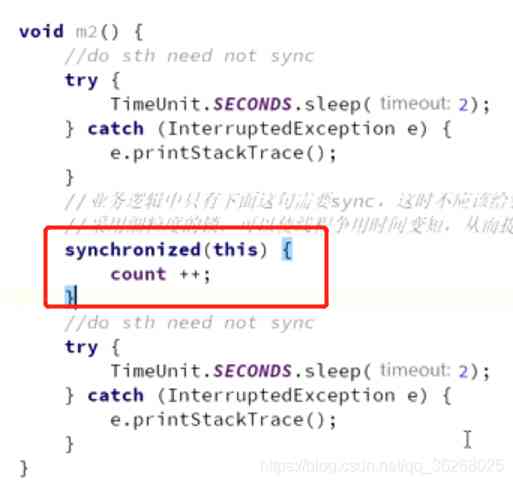 void m2() {
//do sth need not sync
try {
TimeUnit.SECONDS.sleep( timeout: 2);
} catch (InterruptedException e) {
e.printStackTrace();
}
//业务逻辑中只有下面这句需要sync，这时不应该给
//采用细粒度的锁，可以使线程争用时间变短，从而提
synchronized(this) {
count ++;
}
//do sth need not sync
try {
TimeUnit.SECONDS.sleep( timeout: 2);
} catch (InterruptedException e) {
e.printStackTrace();
}
}
https://blog.csdn.net/qq_36268025